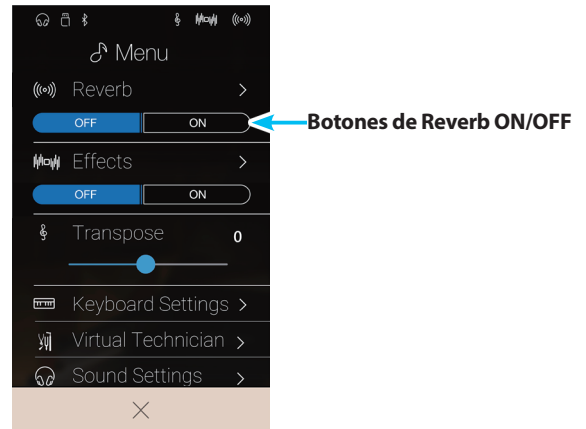 Menu
Reverb
OFF ON
Botones de Reverb ON/OFF
Effects
OFF ON
Transpose 0
Keyboard Settings
Virtual Technician
Sound Settings